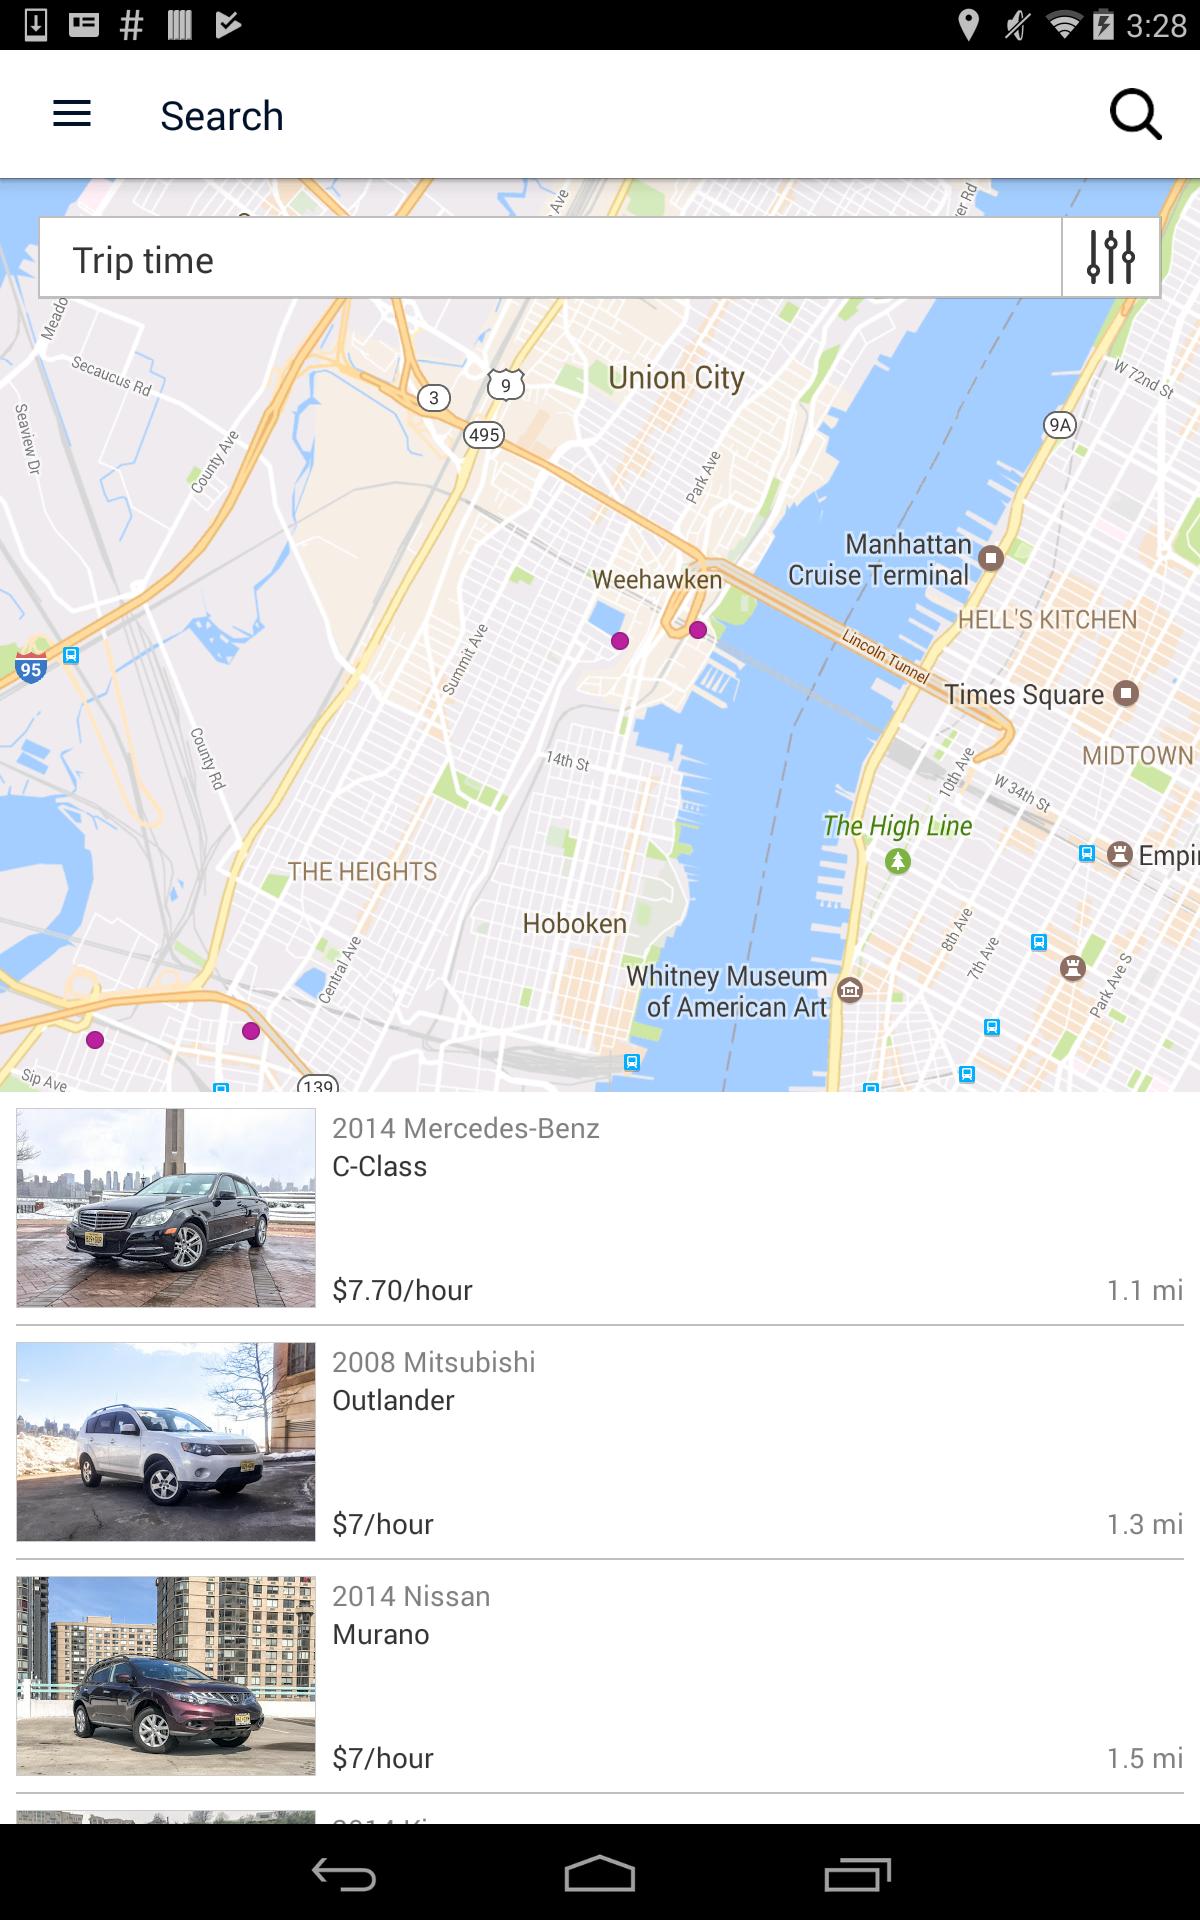 3:28
Search
Ave
er Rd
Trip time
Meado
Secaucus Rd
Seaview Dr
County Ave
3
9
495
Union City
9A
W 72nd St
Park Ave
Manhattan
Cruise Terminal
Weehawken
HELL'S KITCHEN
Lincoln Tunnel
95
Summit Ave
Times Square
MIDTOWN
County Rd
14th St
10th Ave
W 34th St
The High Line
Empir
THE HEIGHTS
Hoboken
8th Ave
7th Ave
Central Ave
Whitney Museum
of American Art
Park Ave S
Sip Ave
139
2014 Mercedes-Benz
C-Class
$7.70/hour
1.1 mi
2008 Mitsubishi
Outlander
$7/hour
1.3 mi
2014 Nissan
Murano
$7/hour
1.5 mi